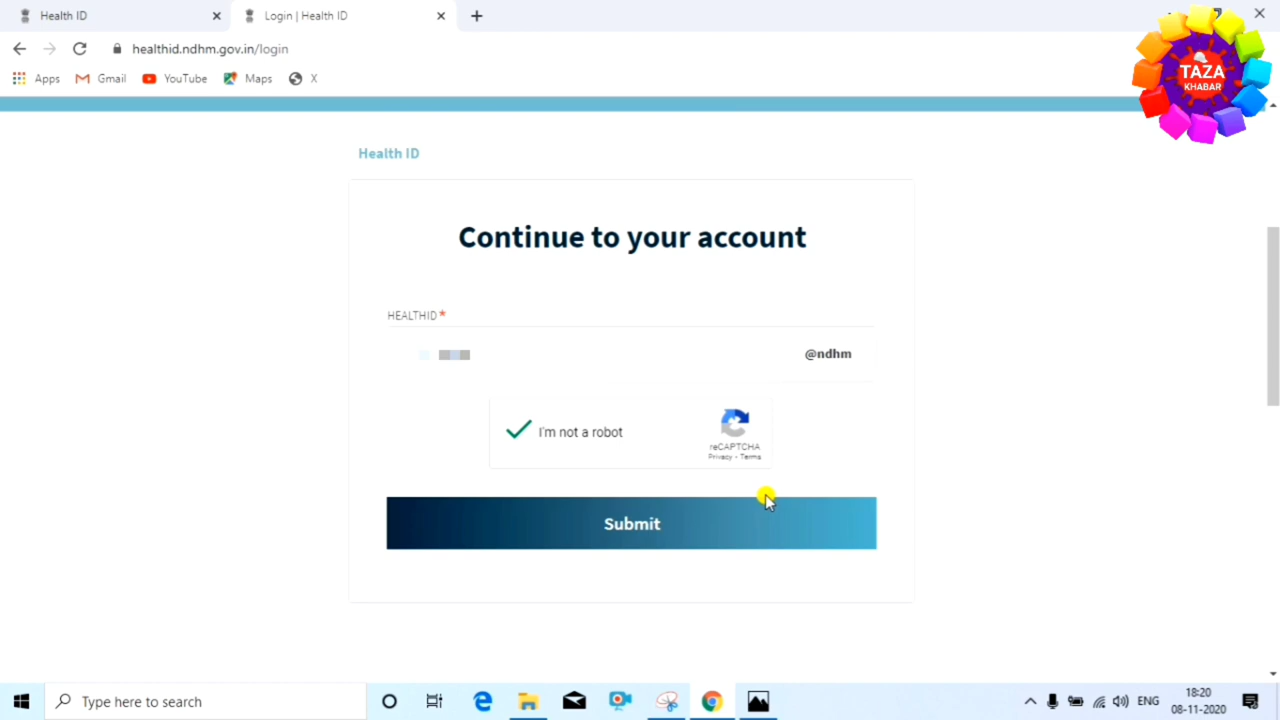 Health ID
Login | Health ID
healthid.ndhm.gov.in/login
Apps
Gmail
YouTube
Maps
X
TAZA
KHABAR
Health ID
Continue to your account
HEALTHID *
@ndhm
I'm not a robot
reCAPTCHA
Privacy - Terms
Submit
Type here to search
ENG
18:20
08-11-2020